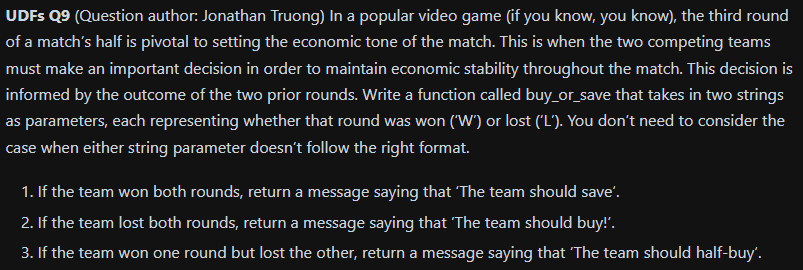 UDFs Q9 (Question author: Jonathan Truong) In a popular video game (if you know, you know), the third round
of a match’s half is pivotal to setting the economic tone of the match. This is when the two competing teams
must make an important decision in order to maintain economic stability throughout the match. This decision is
informed by the outcome of the two prior rounds. Write a function called buy_or_save that takes in two strings
as parameters, each representing whether that round was won (‘W’) or lost (‘L’). You don’t need to consider the
case when either string parameter doesn’t follow the right format.
1. If the team won both rounds, return a message saying that ‘The team should save’.
2. If the team lost both rounds, return a message saying that ‘The team should buy!’.
3. If the team won one round but lost the other, return a message saying that ‘The team should half-buy’.